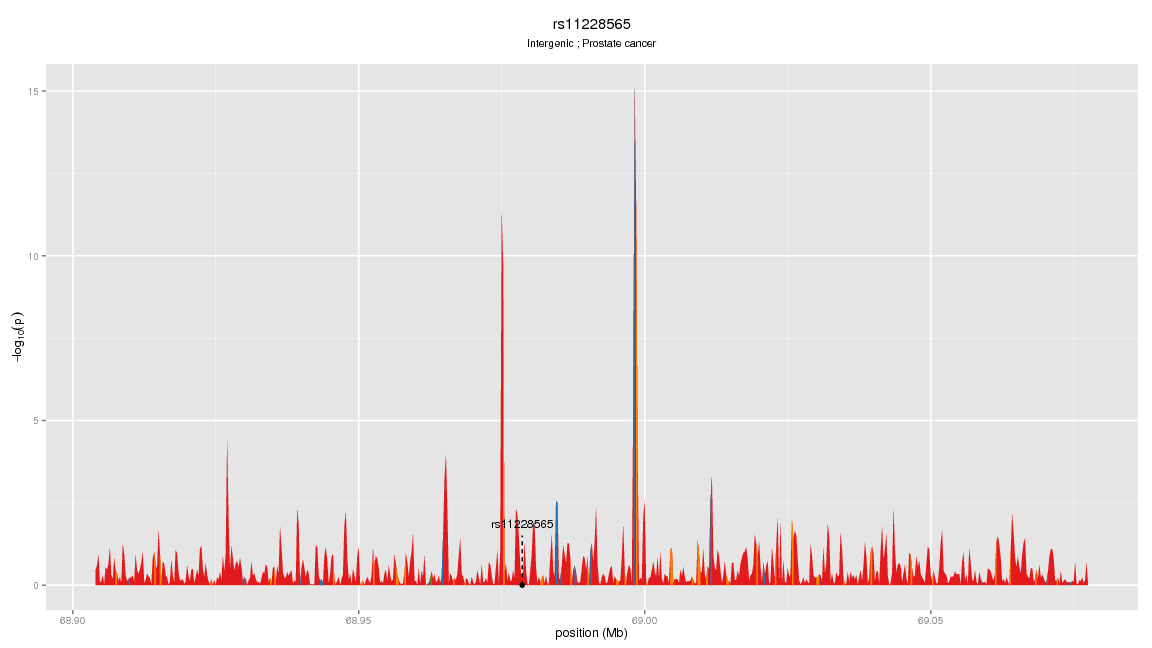 rs11228565
Intergenic ; Prostate cancer
15
10
5
0
−log10(p)
rs11228565
68.90
68.95
69.00
69.05
position (Mb)